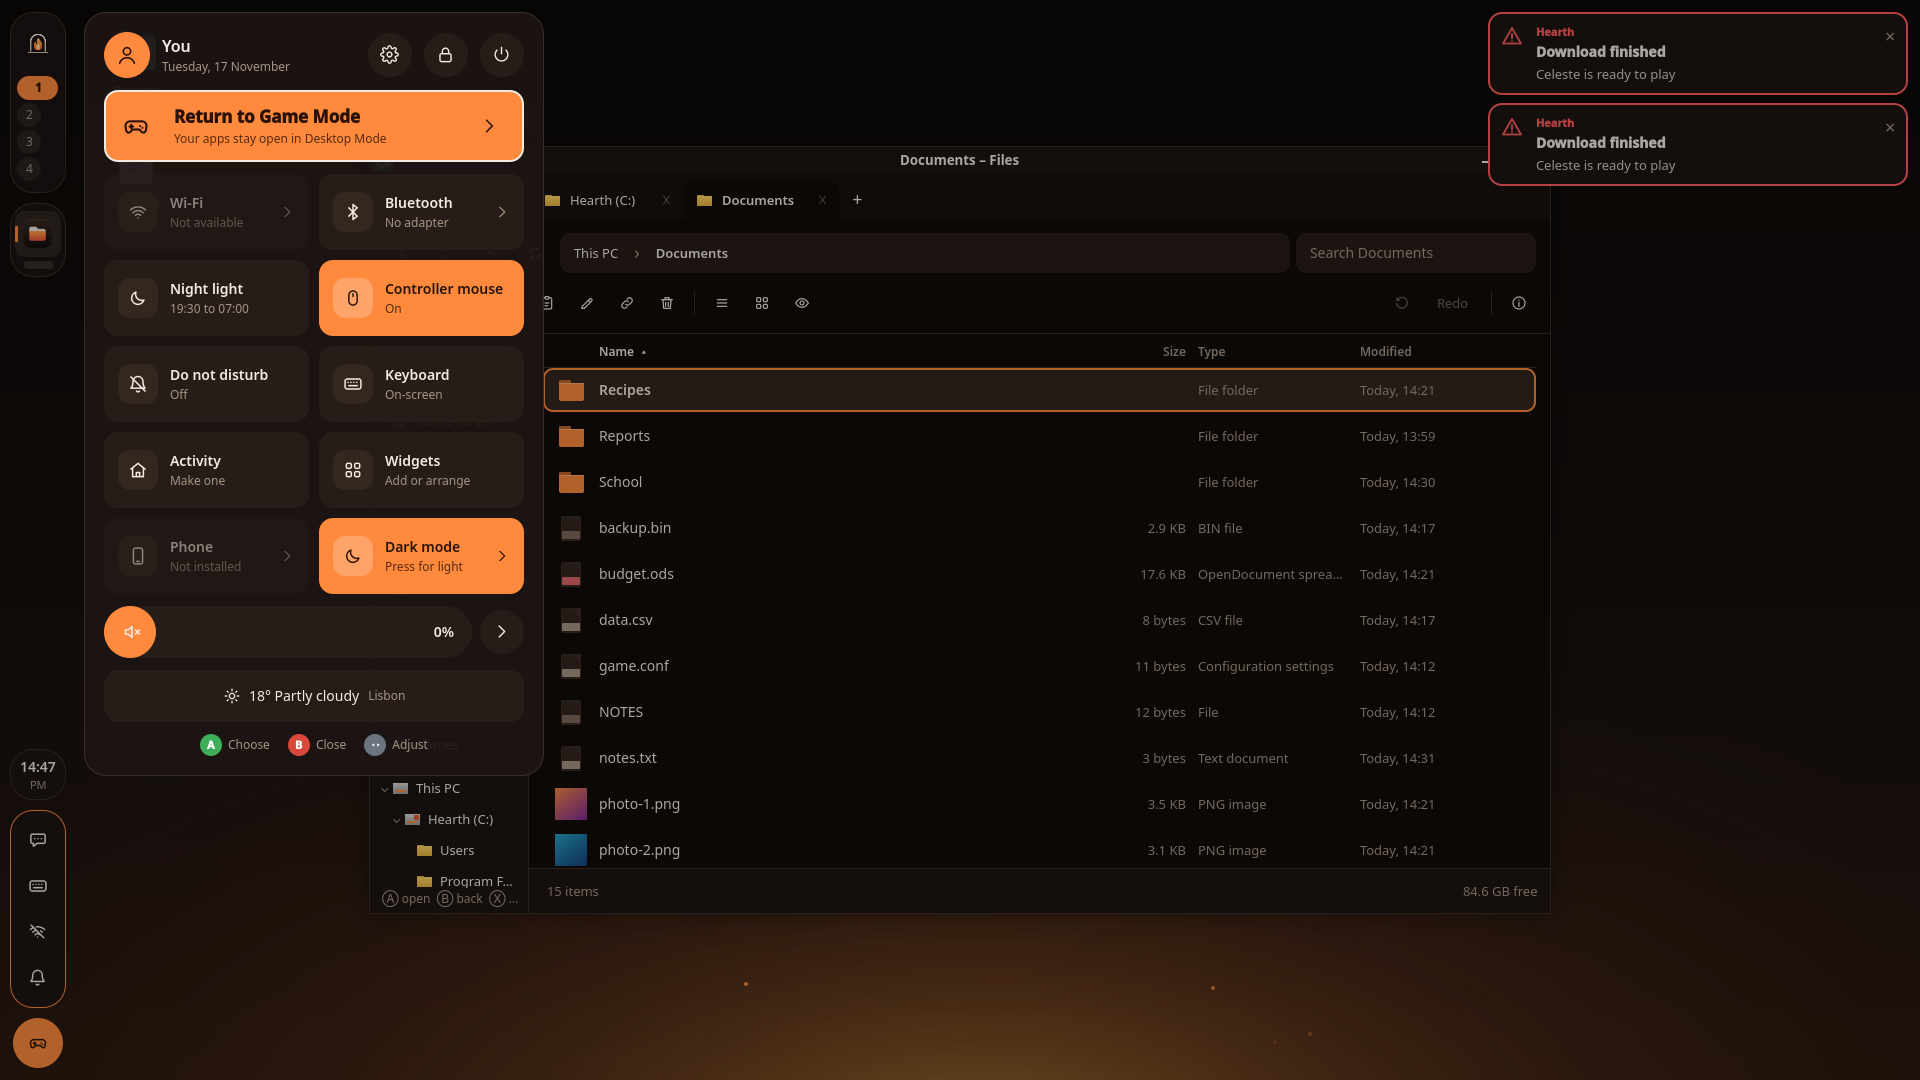 1
2
3
4
14:47
PM
You
Tuesday, 17 November
Return to Game Mode
Your apps stay open in Desktop Mode
Wi-Fi
Not available
Bluetooth
No adapter
Night light
19:30 to 07:00
Controller mouse
On
Do not disturb
Off
Keyboard
On-screen
Activity
Make one
Widgets
Add or arrange
Phone
Not installed
Dark mode
Press for light
0%
18° Partly cloudy Lisbon
A Choose B Close Adjust
Documents – Files
Hearth (C:) X Documents X +
This PC › Documents
Search Documents
Redo
Name Size Type Modified
Recipes File folder Today, 14:21
Reports File folder Today, 13:59
School File folder Today, 14:30
backup.bin 2.9 KB BIN file Today, 14:17
budget.ods 17.6 KB OpenDocument sprea... Today, 14:21
data.csv 8 bytes CSV file Today, 14:17
game.conf 11 bytes Configuration settings Today, 14:12
NOTES 12 bytes File Today, 14:12
notes.txt 3 bytes Text document Today, 14:31
photo-1.png 3.5 KB PNG image Today, 14:21
photo-2.png 3.1 KB PNG image Today, 14:21
This PC
Hearth (C:)
Users
Program F...
A open B back X ...
15 items 84.6 GB free
Hearth
Download finished
Celeste is ready to play
Hearth
Download finished
Celeste is ready to play